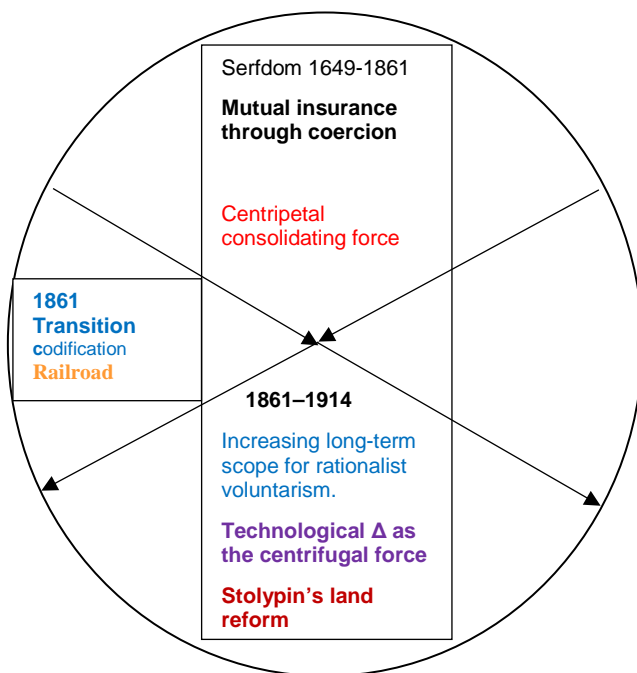 Serfdom 1649-1861
Mutual insurance
through coercion
Centripetal
consolidating force
1861
Transition
codification
Railroad
1861–1914
Increasing long-term
scope for rationalist
voluntarism.
Technological Δ as
the centrifugal force
Stolypin's land
reform